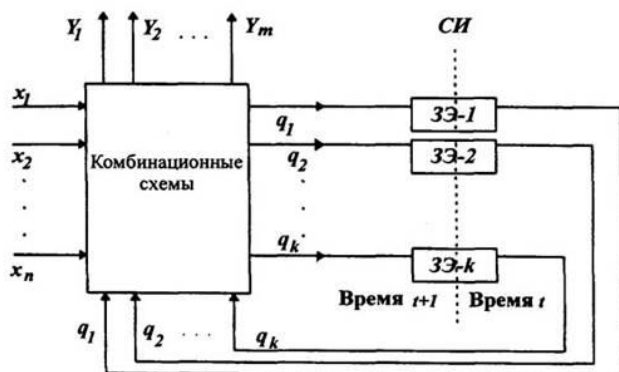 Y1 Y2 . . . Ym СИ
x1 q1 ЗЭ-1
x2 q2 ЗЭ-2
Комбинационные
схемы
. . .
xn qk ЗЭ-k
Время t+1 Время t
q1 q2 . . . qk